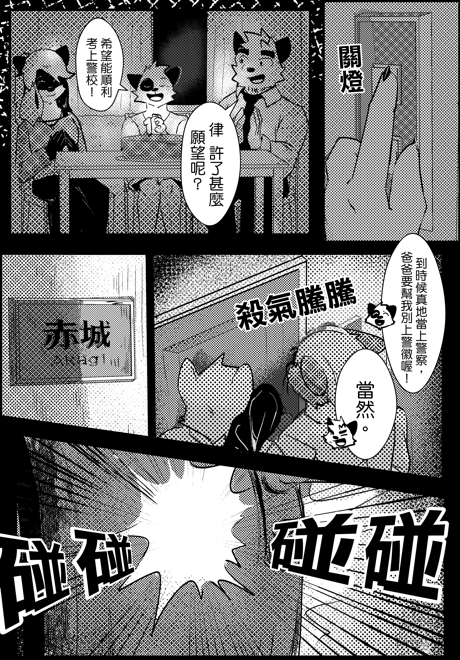 關燈
律 許了甚麼
願望呢？
希望能順利
考上警校！
到時候真地當上警察，
爸爸要幫我別上警徽喔！
當然。
殺氣騰騰
赤城
AKAgi
碰 碰
碰 碰